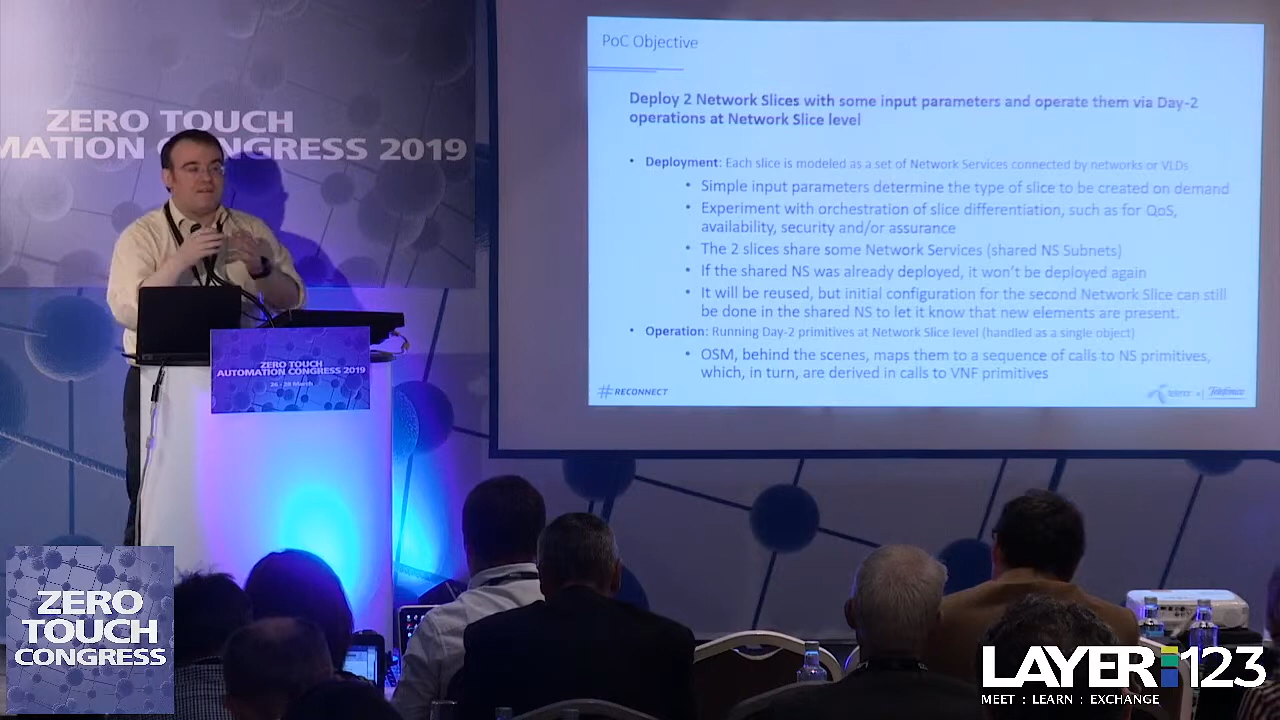 ZERO TOUCH
MATION CONGRESS 2019
PoC Objective
Deploy 2 Network Slices with some input parameters and operate them via Day-2
operations at Network Slice level
• Deployment: Each slice is modeled as a set of Network Services connected by networks or VLDs
• Simple input parameters determine the type of slice to be created on demand
• Experiment with orchestration of slice differentiation, such as for QoS,
availability, security and/or assurance
• The 2 slices share some Network Services (shared NS Subnets)
• If the shared NS was already deployed, it won't be deployed again
• It will be reused, but initial configuration for the second Network Slice can still
be done in the shared NS to let it know that new elements are present.
• Operation: Running Day-2 primitives at Network Slice level (handled as a single object)
• OSM, behind the scenes, maps them to a sequence of calls to NS primitives,
which, in turn, are derived in calls to VNF primitives
#RECONNECT
telenor
Telefónica
ZERO TOUCH
AUTOMATION CONGRESS 2019
26 - 28 March
ZERO
TOUCH
CONGRESS
LAYER 123
MEET : LEARN : EXCHANGE